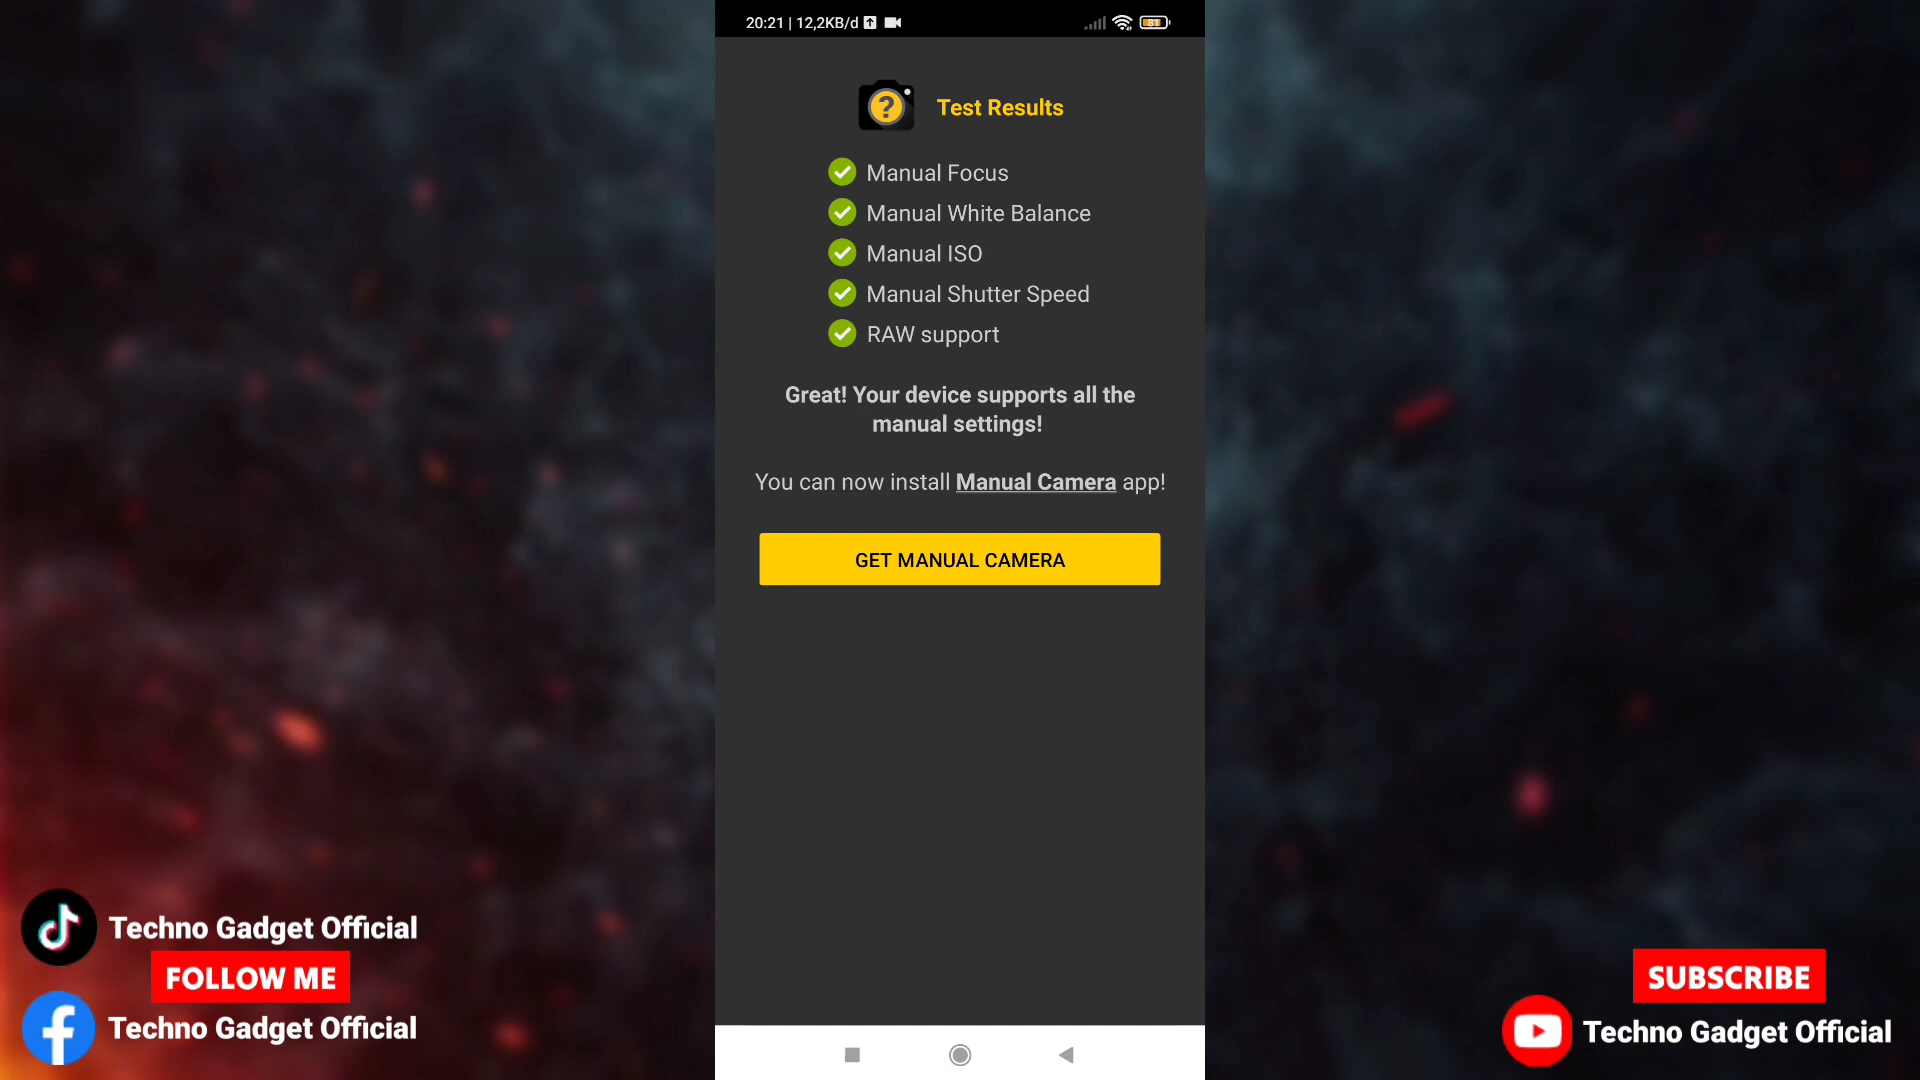 20:21 | 12,2KB/d
81
Test Results
Manual Focus
Manual White Balance
Manual ISO
Manual Shutter Speed
RAW support
Great! Your device supports all the
manual settings!
You can now install Manual Camera app!
GET MANUAL CAMERA
Techno Gadget Official
FOLLOW ME
Techno Gadget Official
SUBSCRIBE
Techno Gadget Official